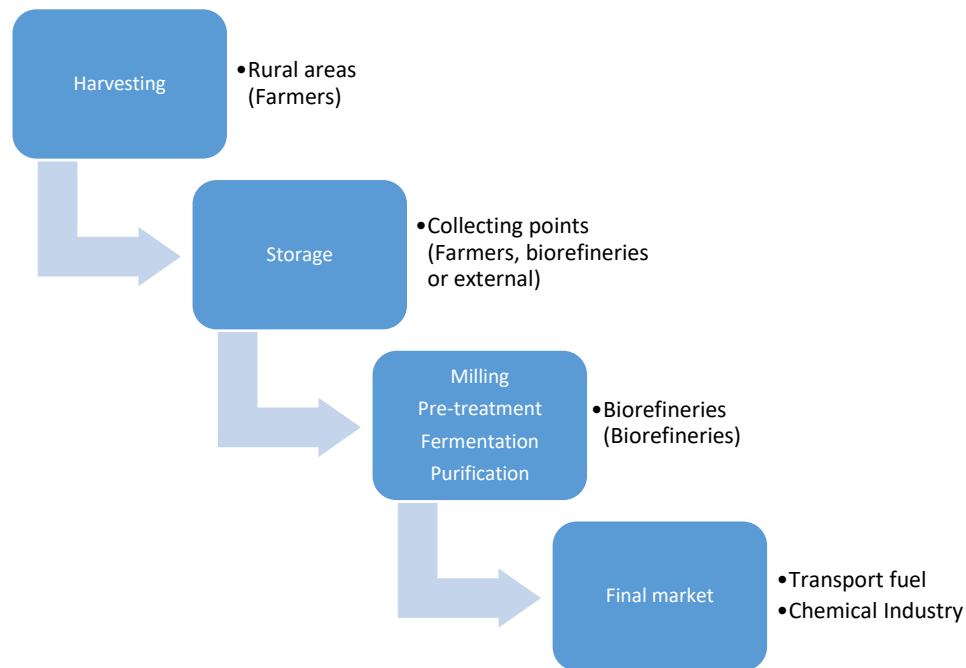 Harvesting
•Rural areas
(Farmers)
Storage
•Collecting points
(Farmers, biorefineries
or external)
Milling
Pre-treatment
Fermentation
Purification
•Biorefineries
(Biorefineries)
Final market
•Transport fuel
•Chemical Industry